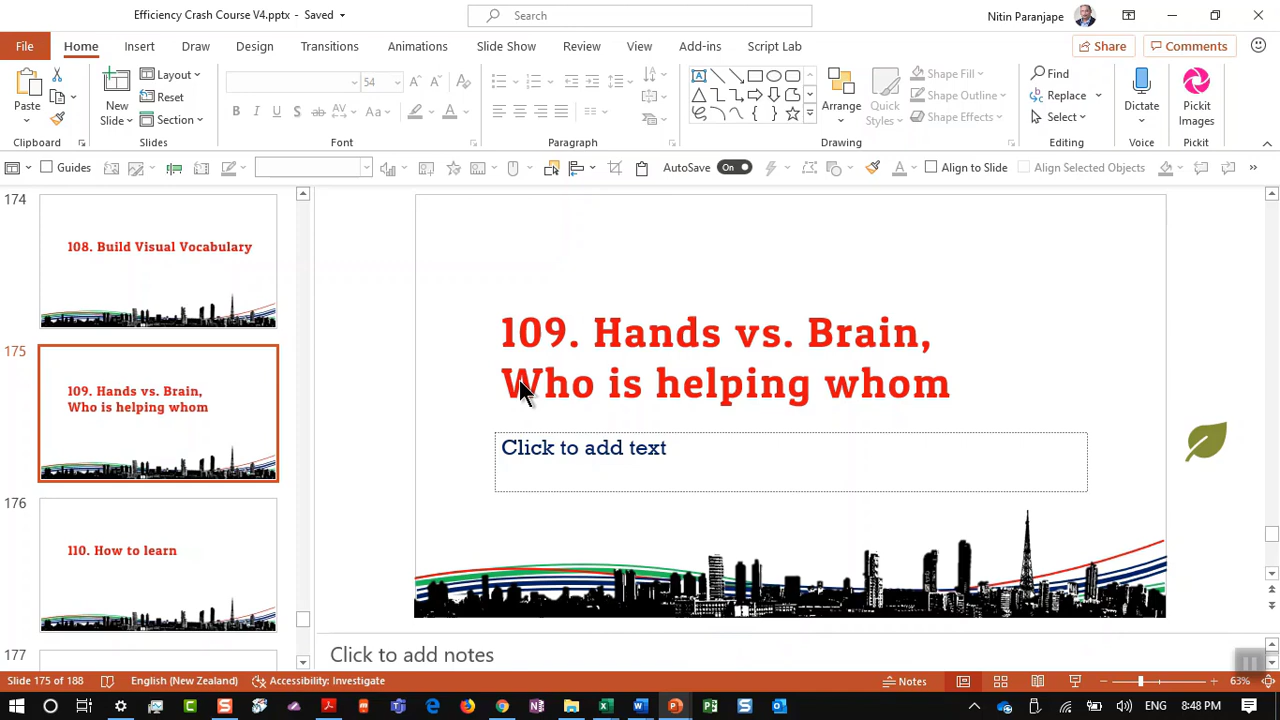 Efficiency Crash Course V4.pptx - Saved
Search
Nitin Paranjape
File Home Insert Draw Design Transitions Animations Slide Show Review View Add-ins Script Lab
Share Comments
Paste
Clipboard
New
Slide
Layout
Reset
Section
Slides
54
B I U S AV Aa A
Font
Paragraph
Arrange
Quick
Styles
Shape Fill
Shape Outline
Shape Effects
Drawing
Find
Replace
Select
Editing
Dictate
Voice
Pickit
Images
Pickit
Guides
AutoSave On
Align to Slide
Align Selected Objects
174
108. Build Visual Vocabulary
175
109. Hands vs. Brain,
Who is helping whom
176
110. How to learn
177
109. Hands vs. Brain,
Who is helping whom
Click to add text
Click to add notes
Slide 175 of 188 English (New Zealand) Accessibility: Investigate Notes 63%
ENG 8:48 PM